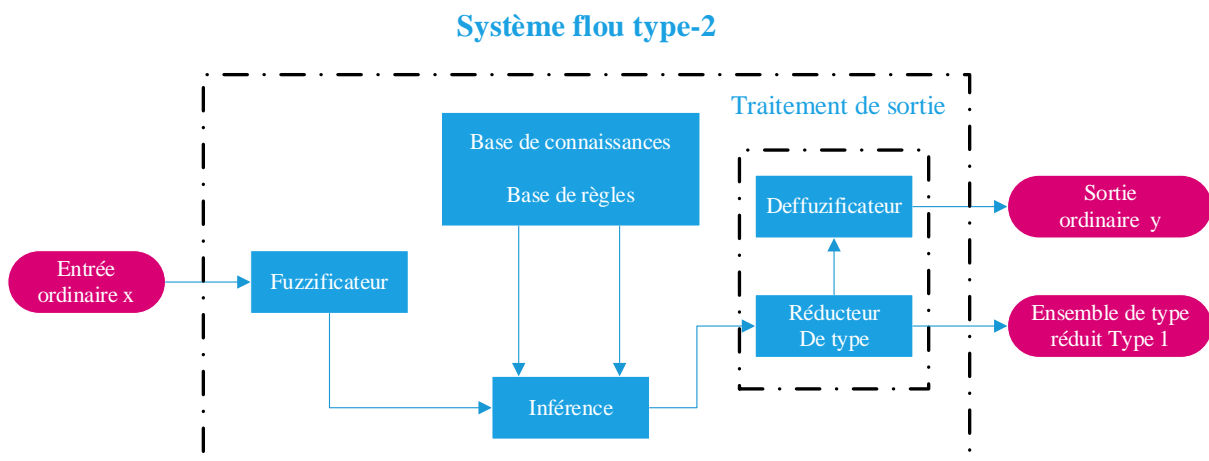 Système flou type-2
Traitement de sortie
Base de connaissances
Base de règles
Deffuzificateur
Sortie
ordinaire y
Entrée
ordinaire x
Fuzzificateur
Réducteur
De type
Ensemble de type
réduit Type 1
Inférence